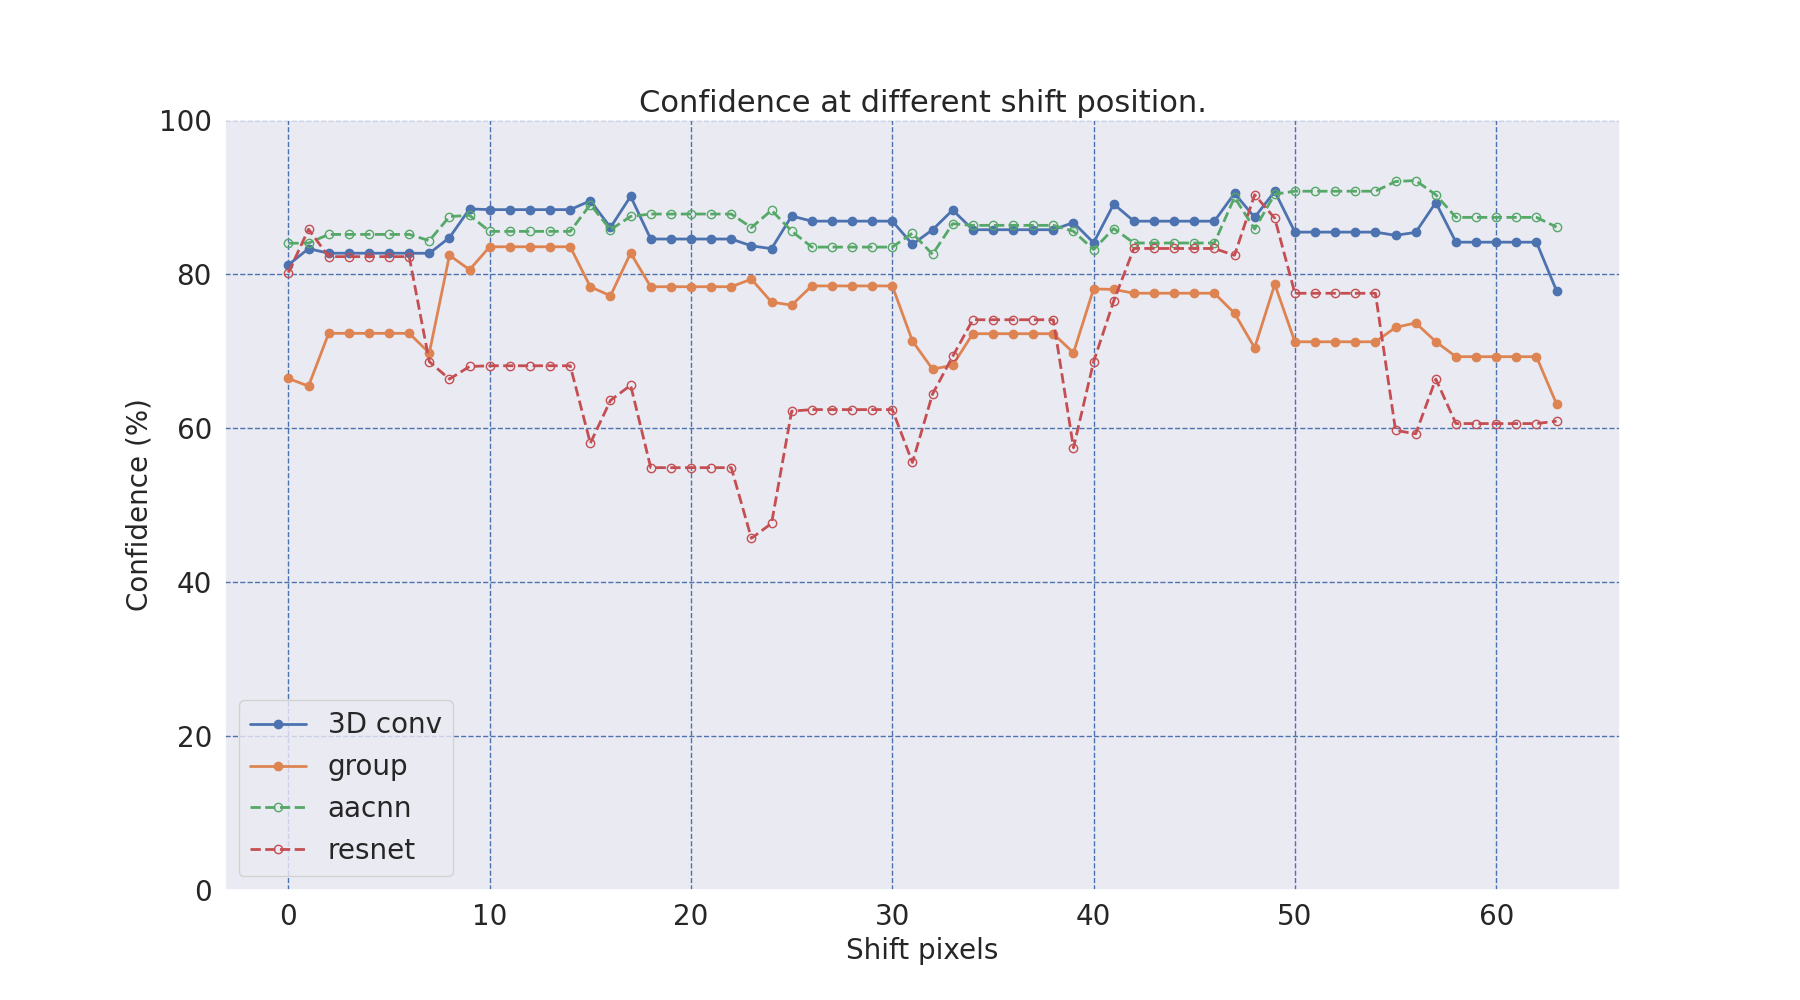 Confidence at different shift position.
100
80
60
40
20
0
Confidence (%)
3D conv
group
aacnn
resnet
0 10 20 30 40 50 60
Shift pixels